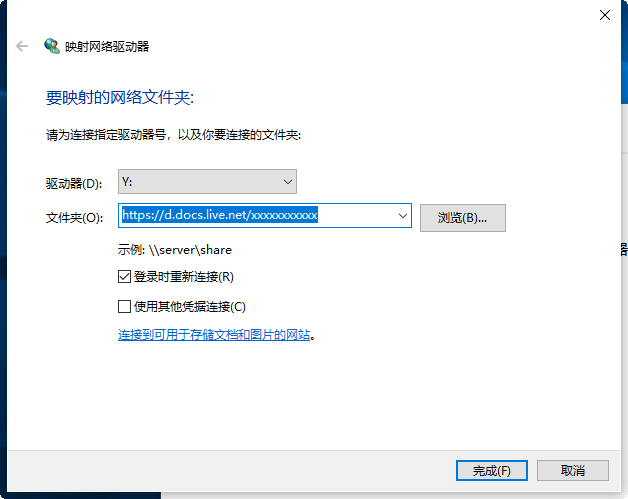 映射网络驱动器
要映射的网络文件夹:
请为连接指定驱动器号，以及你要连接的文件夹:
驱动器(D): Y:
文件夹(O): https://d.docs.live.net/xxxxxxxxxxx 浏览(B)...
示例: \\server\share
登录时重新连接(R)
使用其他凭据连接(C)
连接到可用于存储文档和图片的网站。
完成(F) 取消
器